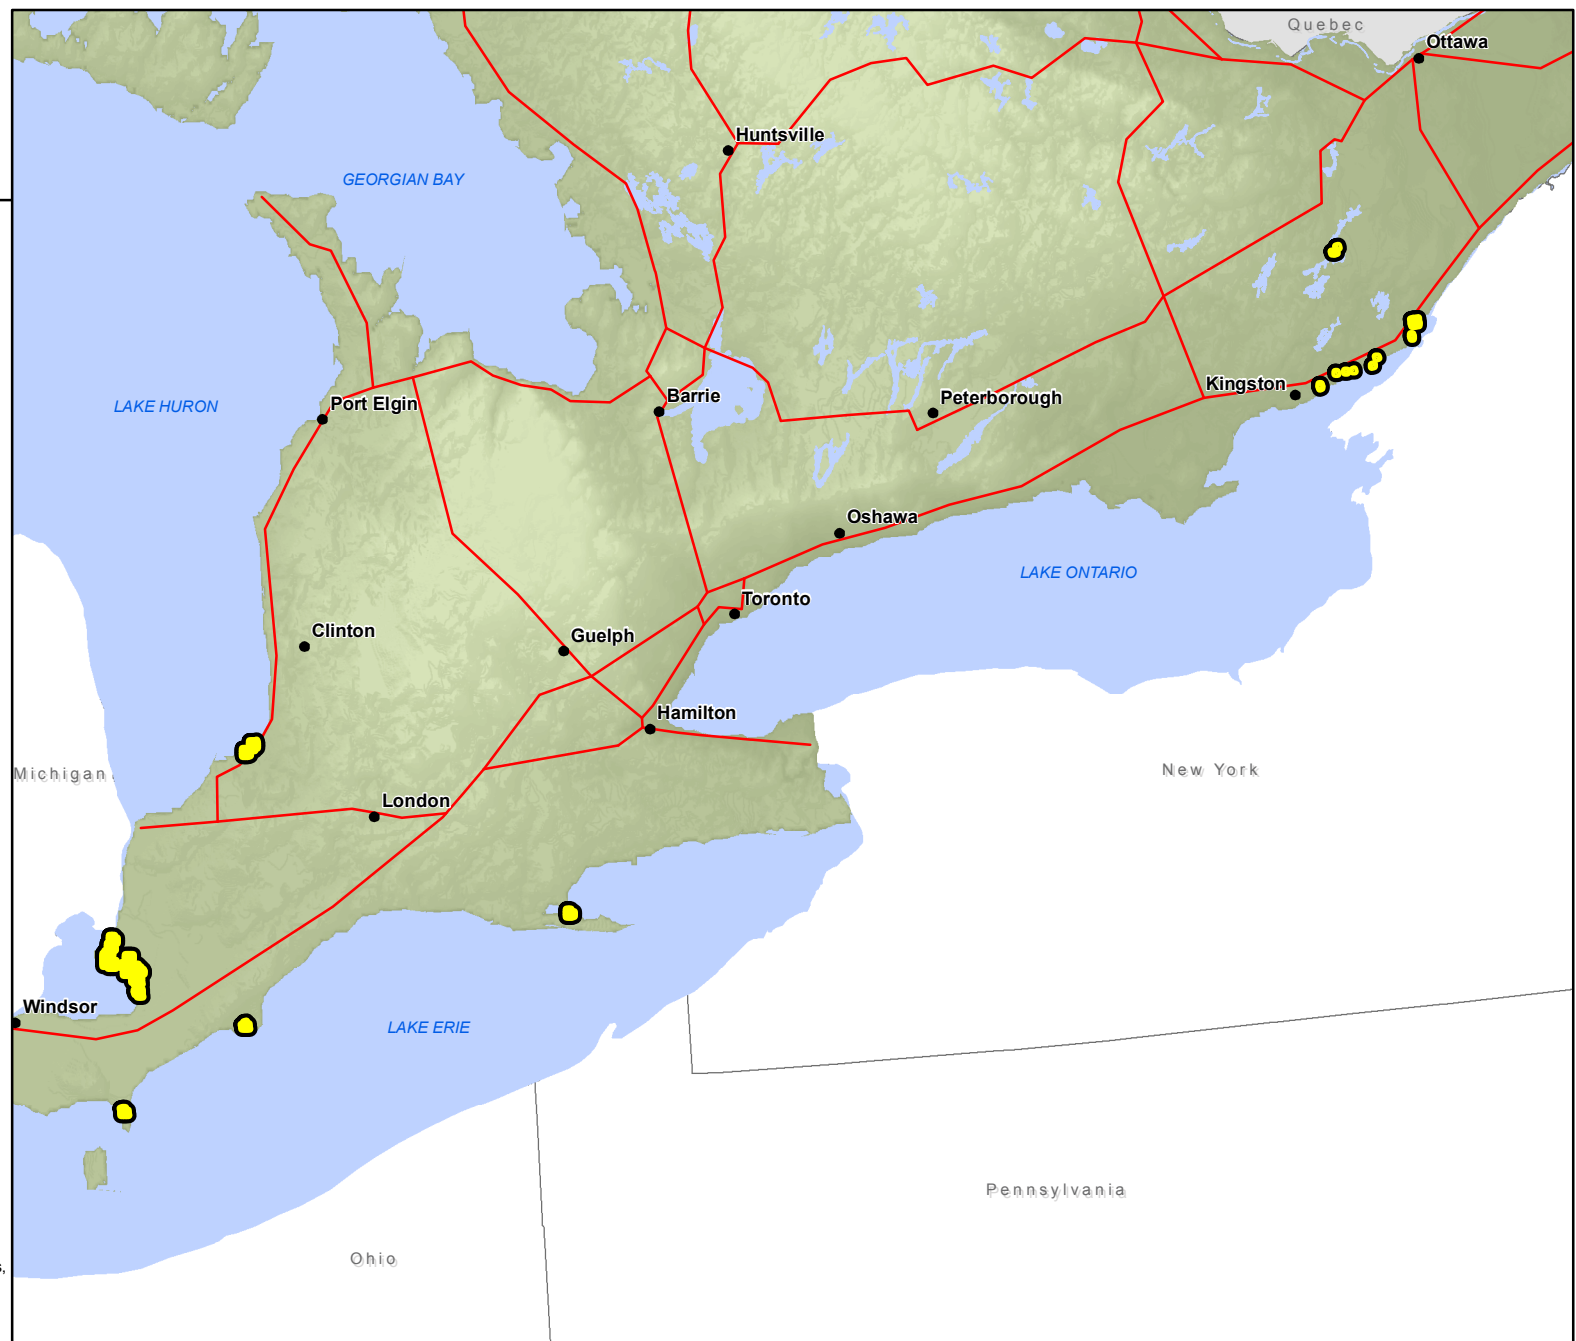 Quebec
Ottawa
Huntsville
GEORGIAN BAY
Kingston
Barrie
Peterborough
LAKE HURON
Port Elgin
Oshawa
LAKE ONTARIO
Toronto
Clinton
Guelph
Hamilton
New York
Michigan
London
Windsor
LAKE ERIE
Pennsylvania
Ohio
s,